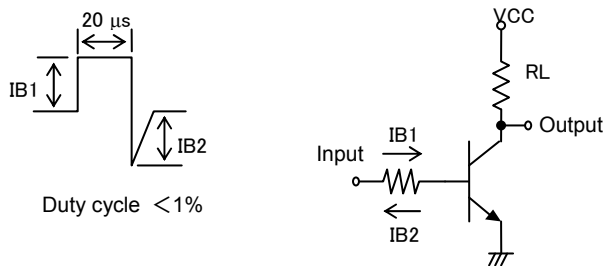 20 μs
IB1
IB2
Duty cycle <1%
VCC
RL
Output
Input
IB1
IB2